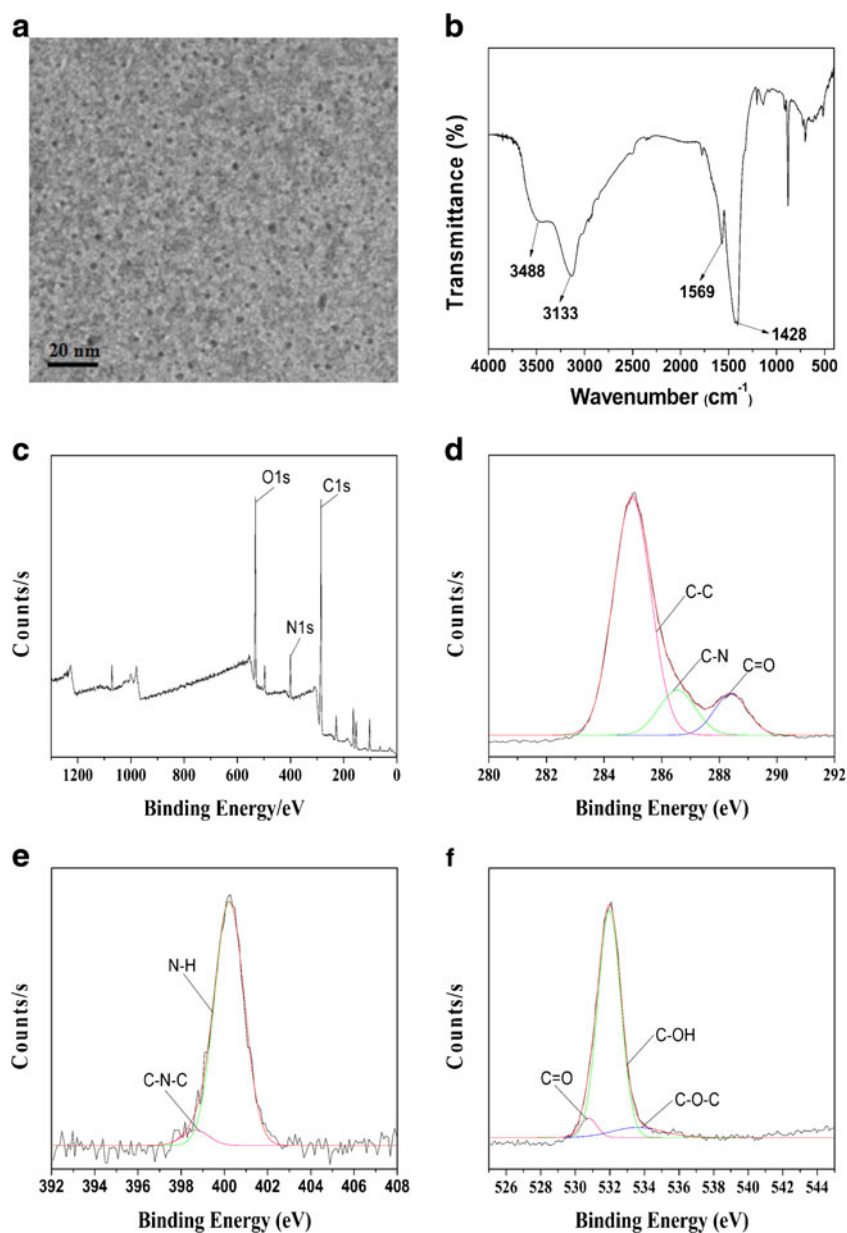 a
20 nm
b
Transmittance (%)
3488
3133
1569
1428
4000 3500 3000 2500 2000 1500 1000 500
Wavenumber (cm⁻¹)
c
Counts/s
O1s
C1s
N1s
1200 1000 800 600 400 200 0
Binding Energy/eV
d
Counts/s
C-C
C-N
C=O
280 282 284 286 288 290 292
Binding Energy (eV)
e
Counts/s
N-H
C-N-C
392 394 396 398 400 402 404 406 408
Binding Energy (eV)
f
Counts/s
C=O
C-OH
C-O-C
526 528 530 532 534 536 538 540 542 544
Binding Energy (eV)